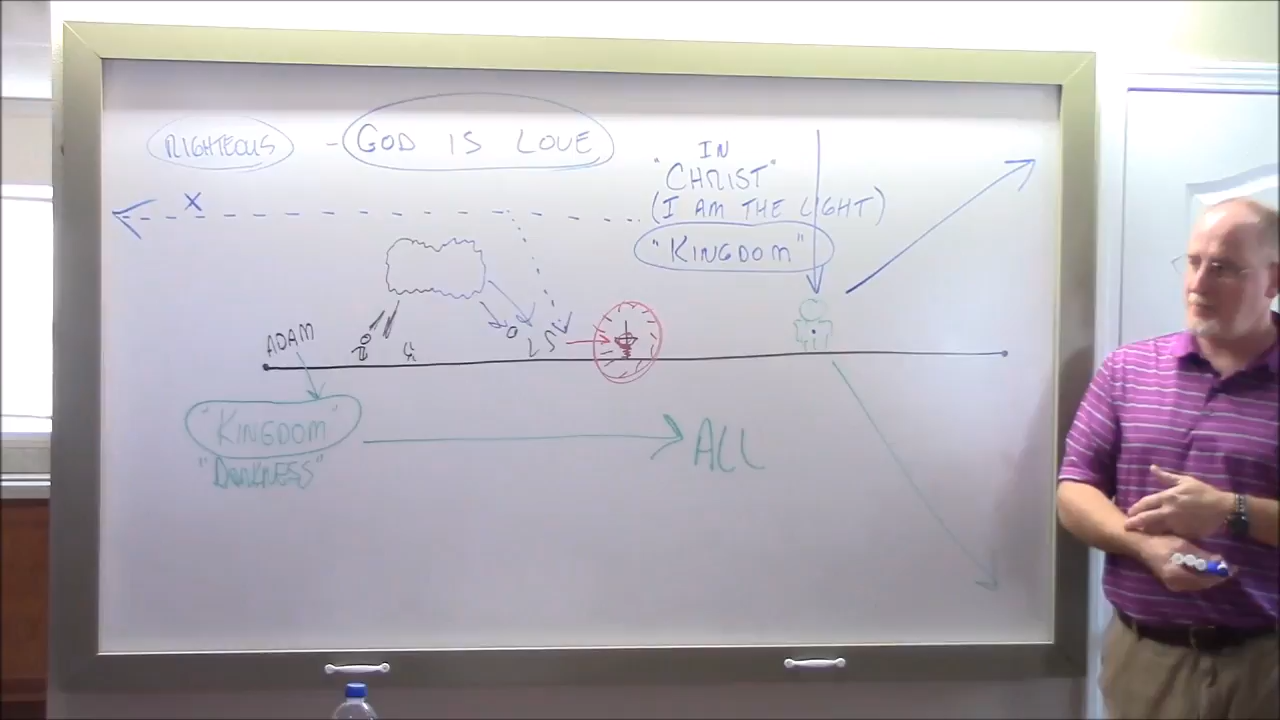 RIGHTEOUS - GOD IS LOVE
X
IN
"CHRIST"
(I AM THE LIGHT)
"KINGDOM"
ADAM
"KINGDOM"
"DARKNESS"
ALL